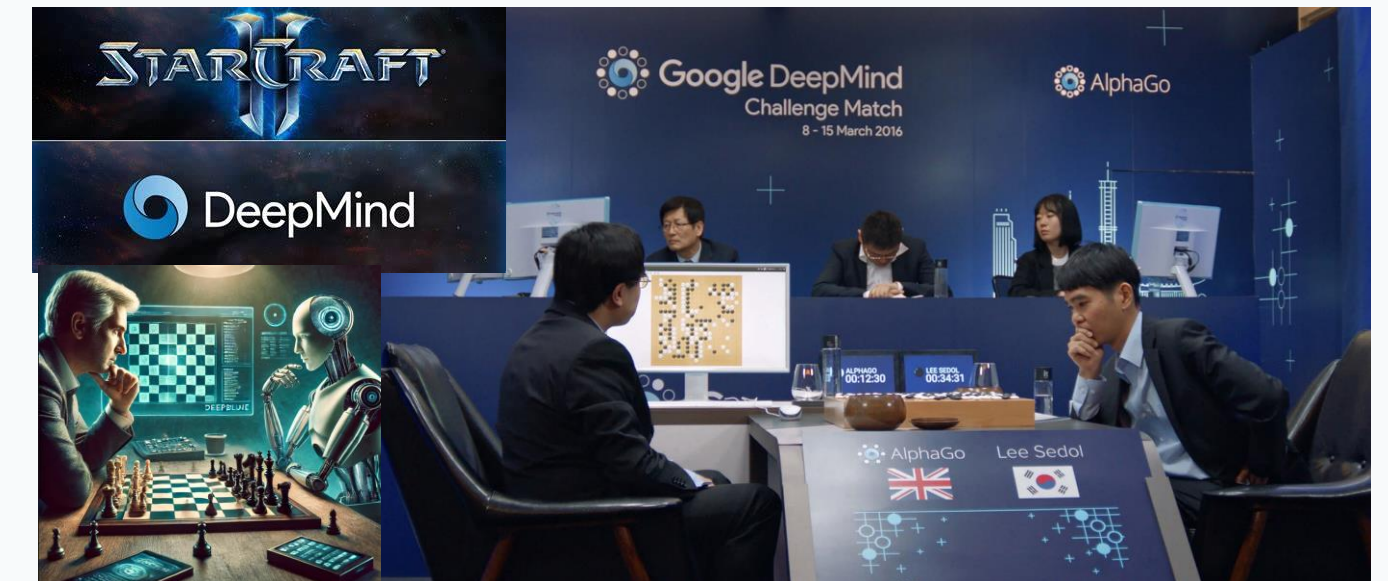 STARCRAFT
II
DeepMind
DEEPBLUE
Google DeepMind
Challenge Match
8 - 15 March 2016
AlphaGo
ALPHAGO
00:12:30
LEE SEDOL
00:34:31
AlphaGo
Lee Sedol